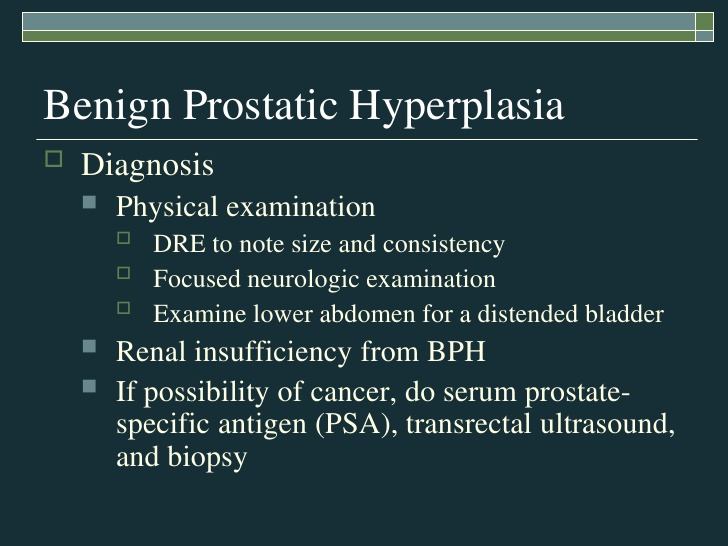 Benign Prostatic Hyperplasia
Diagnosis
Physical examination
DRE to note size and consistency
Focused neurologic examination
Examine lower abdomen for a distended bladder
Renal insufficiency from BPH
If possibility of cancer, do serum prostate-
specific antigen (PSA), transrectal ultrasound,
and biopsy